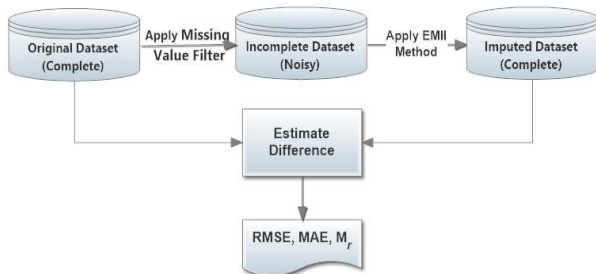 Original Dataset
(Complete)
Apply Missing
Value Filter
Incomplete Dataset
(Noisy)
Apply EMII
Method
Imputed Dataset
(Complete)
Estimate
Difference
RMSE, MAE, Mr